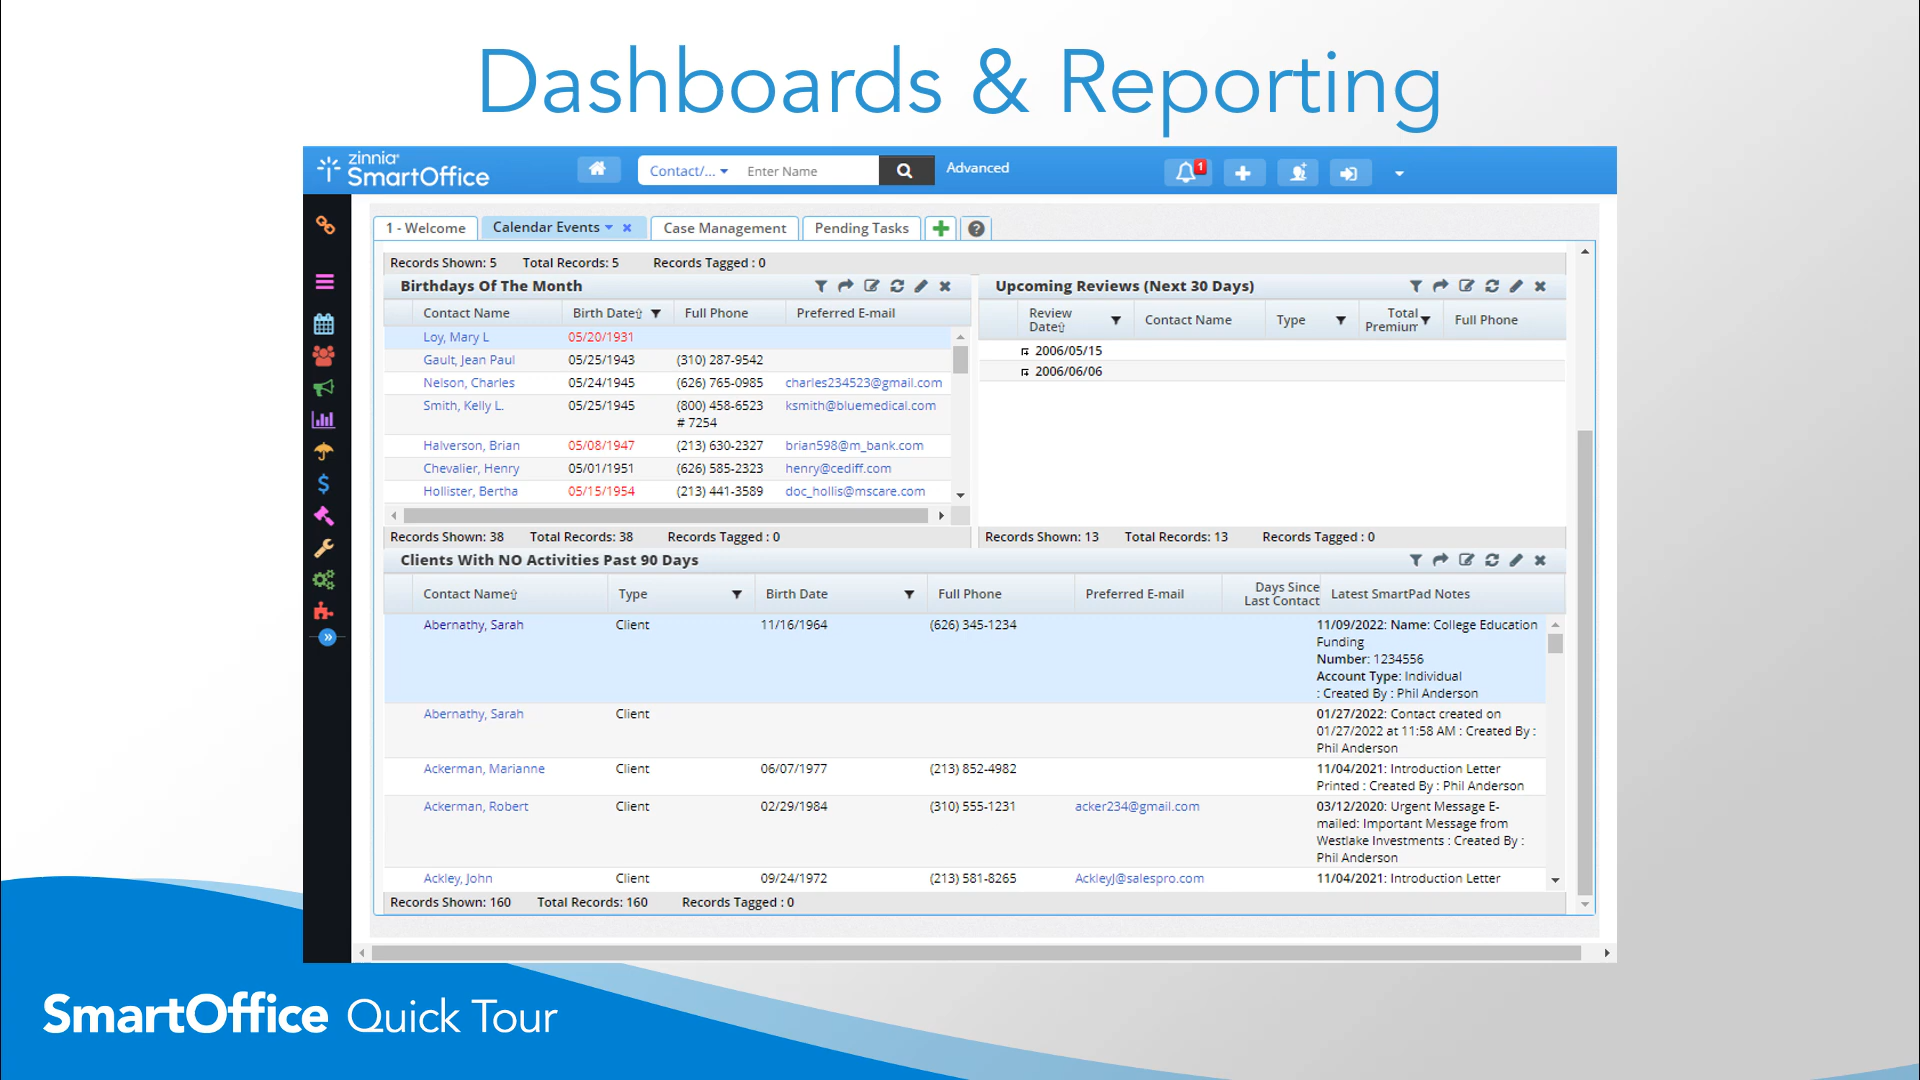 Dashboards & Reporting
zinnia
SmartOffice
Contact/...
Enter Name
Advanced
1
1 - Welcome
Calendar Events
Case Management
Pending Tasks
Records Shown: 5 Total Records: 5 Records Tagged : 0
Birthdays Of The Month
Contact Name Birth Date Full Phone Preferred E-mail
Loy, Mary L 05/20/1931
Gault, Jean Paul 05/25/1943 (310) 287-9542
Nelson, Charles 05/24/1945 (626) 765-0985 charles234523@gmail.com
Smith, Kelly L. 05/25/1945 (800) 458-6523 ksmith@bluemedical.com
# 7254
Halverson, Brian 05/08/1947 (213) 630-2327 brian598@m_bank.com
Chevalier, Henry 05/01/1951 (626) 585-2323 henry@cediff.com
Hollister, Bertha 05/15/1954 (213) 441-3589 doc_hollis@mscare.com
Records Shown: 38 Total Records: 38 Records Tagged : 0
Upcoming Reviews (Next 30 Days)
Review Date Contact Name Type Total Premium Full Phone
2006/05/15
2006/06/06
Records Shown: 13 Total Records: 13 Records Tagged : 0
Clients With NO Activities Past 90 Days
Contact Name Type Birth Date Full Phone Preferred E-mail Days Since Last Contact Latest SmartPad Notes
Abernathy, Sarah Client 11/16/1964 (626) 345-1234 11/09/2022: Name: College Education
Funding
Number: 1234556
Account Type: Individual
: Created By : Phil Anderson
Abernathy, Sarah Client 01/27/2022: Contact created on
01/27/2022 at 11:58 AM : Created By :
Phil Anderson
Ackerman, Marianne Client 06/07/1977 (213) 852-4982 11/04/2021: Introduction Letter
Printed : Created By : Phil Anderson
Ackerman, Robert Client 02/29/1984 (310) 555-1231 acker234@gmail.com 03/12/2020: Urgent Message E-
mailed: Important Message from
Westlake Investments : Created By :
Phil Anderson
Ackley, John Client 09/24/1972 (213) 581-8265 AckleyJ@salespro.com 11/04/2021: Introduction Letter
Records Shown: 160 Total Records: 160 Records Tagged : 0
SmartOffice Quick Tour